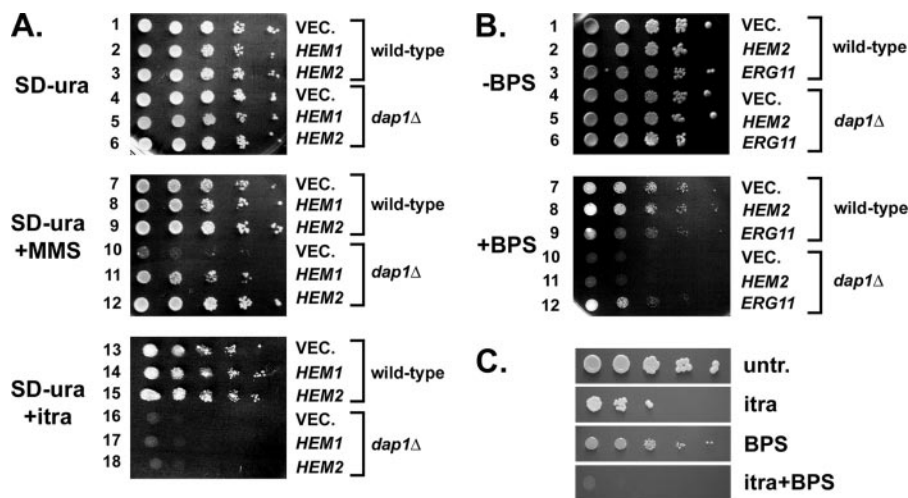 A.
SD-ura
1 VEC.
2 HEM1
3 HEM2
wild-type
4 VEC.
5 HEM1
6 HEM2
dap1Δ
SD-ura
+MMS
7 VEC.
8 HEM1
9 HEM2
wild-type
10 VEC.
11 HEM1
12 HEM2
dap1Δ
SD-ura
+itra
13 VEC.
14 HEM1
15 HEM2
wild-type
16 VEC.
17 HEM1
18 HEM2
dap1Δ
B.
-BPS
1 VEC.
2 HEM2
3 ERG11
wild-type
4 VEC.
5 HEM2
6 ERG11
dap1Δ
+BPS
7 VEC.
8 HEM2
9 ERG11
wild-type
10 VEC.
11 HEM2
12 ERG11
dap1Δ
C.
untr.
itra
BPS
itra+BPS